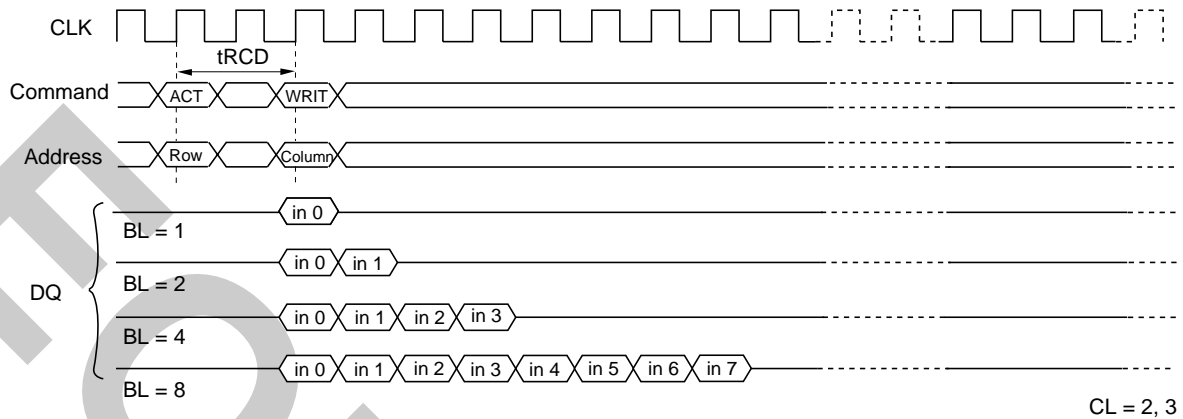 CLK
tRCD
Command ACT WRIT
Address Row Column
DQ
in 0
BL = 1
in 0 in 1
BL = 2
in 0 in 1 in 2 in 3
BL = 4
in 0 in 1 in 2 in 3 in 4 in 5 in 6 in 7
BL = 8
CL = 2, 3